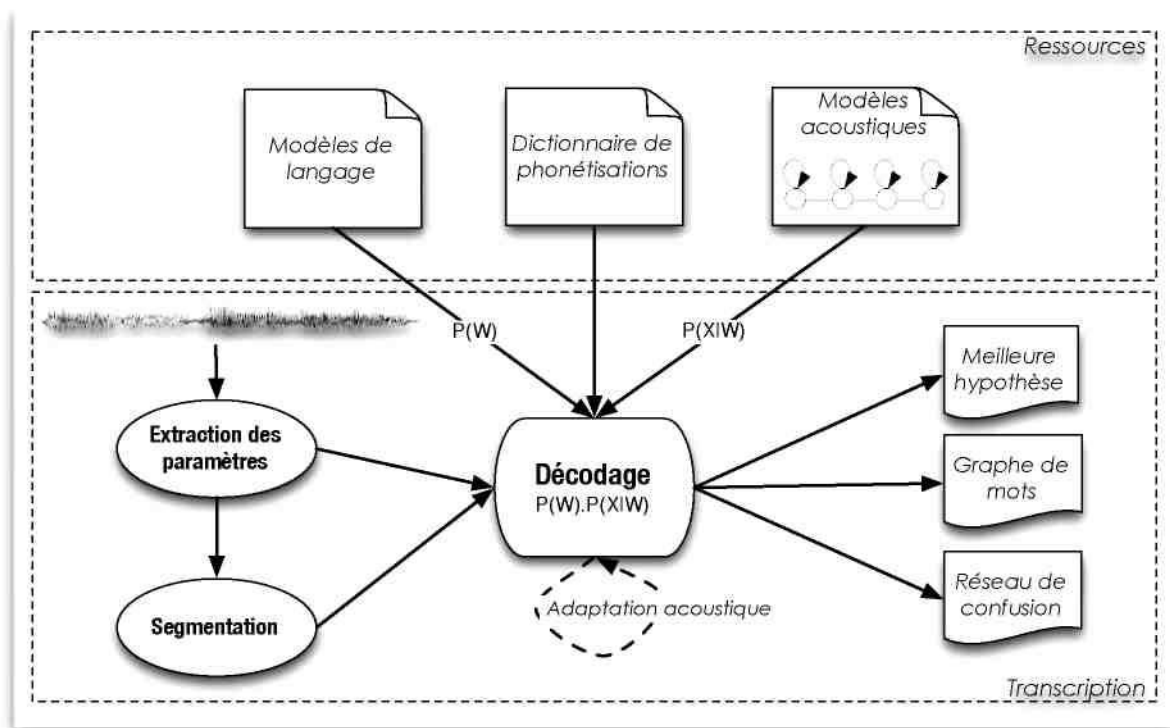 Ressources
Modèles de
langage
Dictionnaire de
phonétisations
Modèles
acoustiques
P(W)
P(X|W)
Extraction des
paramètres
Segmentation
Décodage
P(W).P(X|W)
Adaptation acoustique
Meilleure
hypothèse
Graphe de
mots
Réseau de
confusion
Transcription